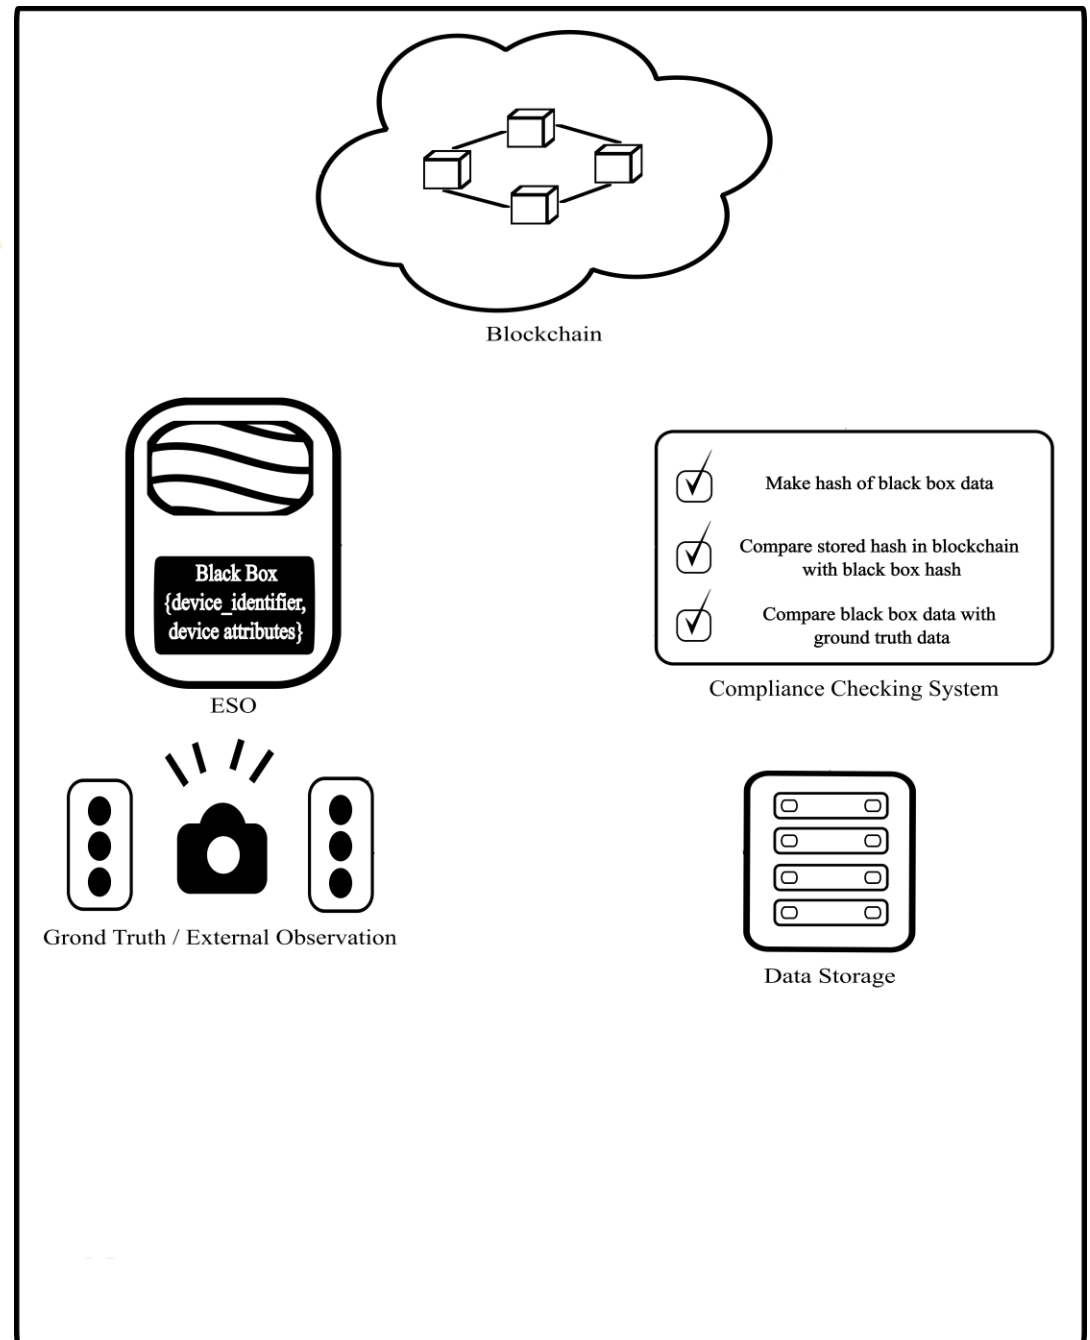 Blockchain
Black Box
{device_identifier,
device attributes}
ESO
Make hash of black box data
Compare stored hash in blockchain
with black box hash
Compare black box data with
ground truth data
Compliance Checking System
Grond Truth / External Observation
Data Storage